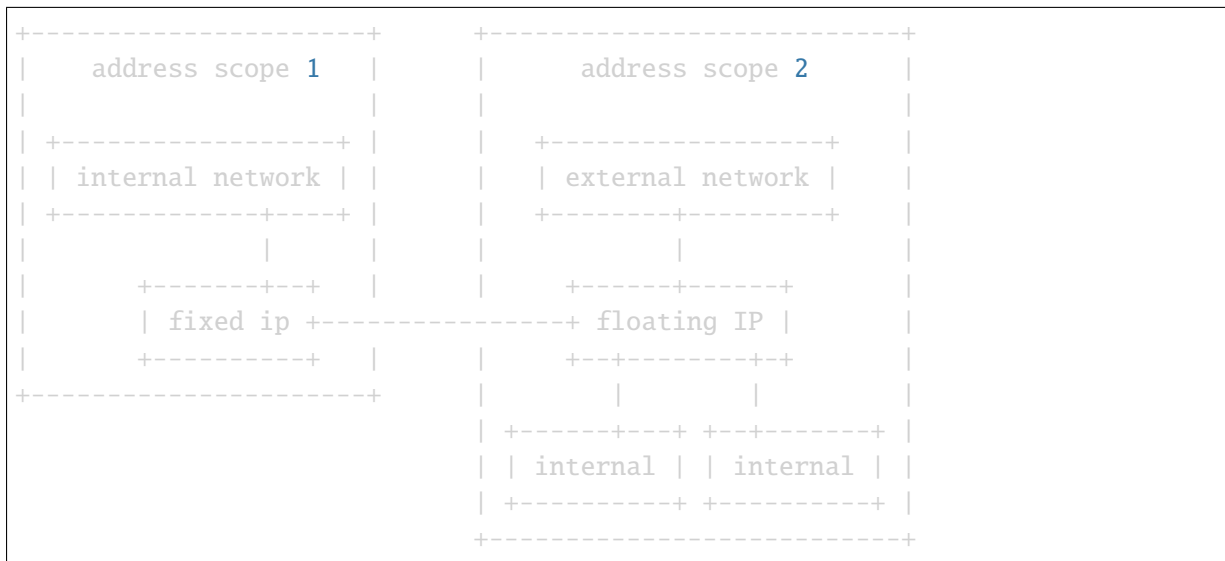 +-----------------------+      +---------------------------+
|    address scope 1    |      |      address scope 2      |
|                       |      |                           |
| +-------------------+ |      |   +------------------+    |
| | internal network | |      |   | external network |    |
| +-------------+----+ |      |   +--------+---------+    |
|               |      |      |            |              |
|       +-------+--+   |      |     +------+------+       |
|       | fixed ip +----------------+ floating IP |       |
|       +----------+   |      |     +--+--------+-+       |
+----------------------+      |        |        |         |
                              | +------+---+ +--+-------+ |
                              | | internal | | internal | |
                              | +----------+ +----------+ |
                              +---------------------------+